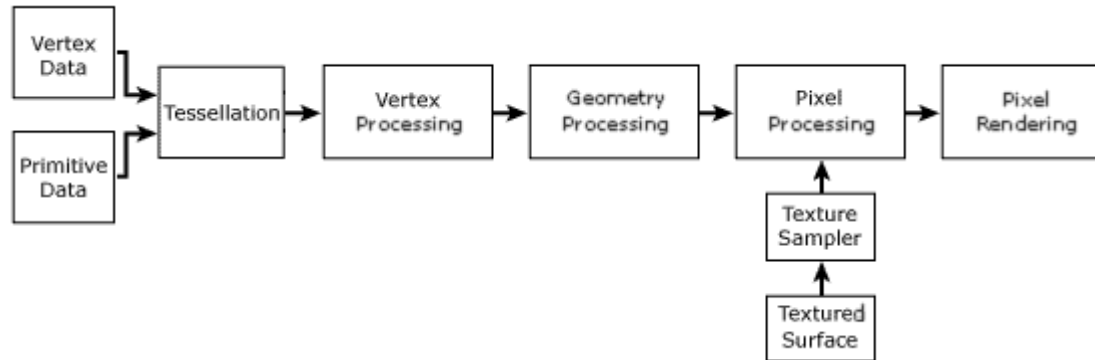 Vertex
Data
Primitive
Data
Tessellation
Vertex
Processing
Geometry
Processing
Pixel
Processing
Pixel
Rendering
Texture
Sampler
Textured
Surface